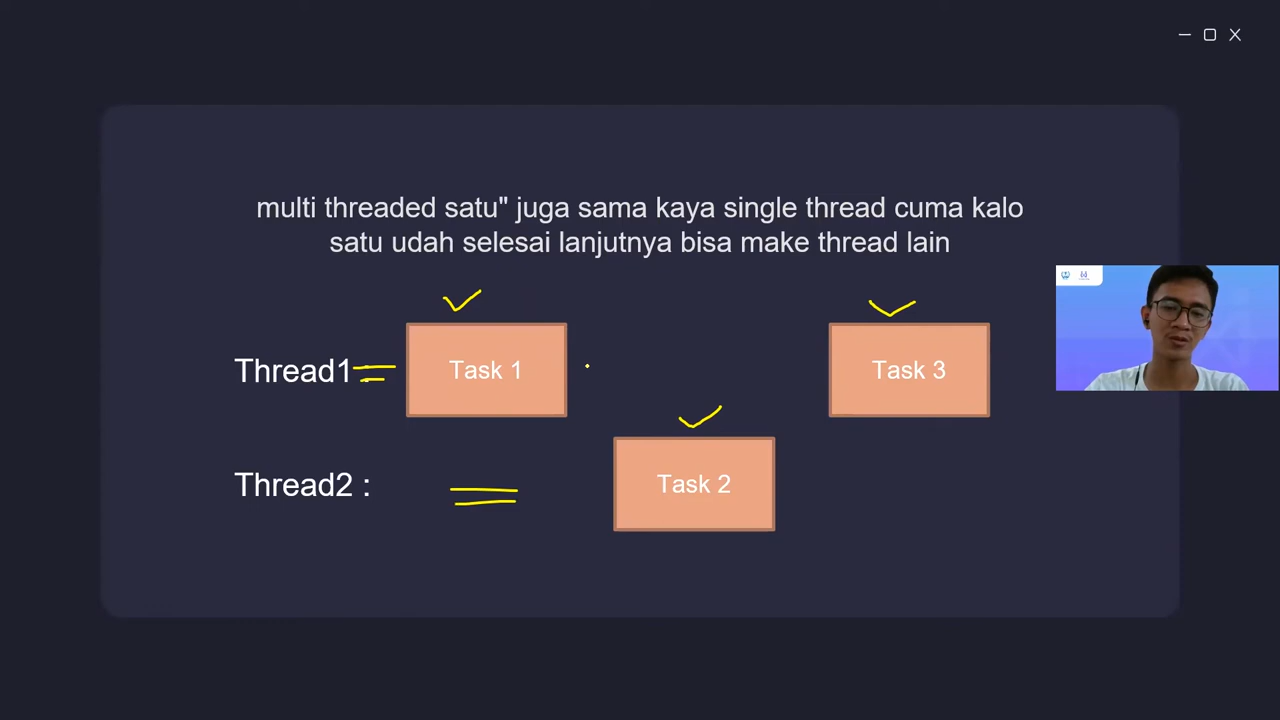 multi threaded satu" juga sama kaya single thread cuma kalo
satu udah selesai lanjutnya bisa make thread lain
Thread1
Task 1
Task 3
Thread2 :
Task 2